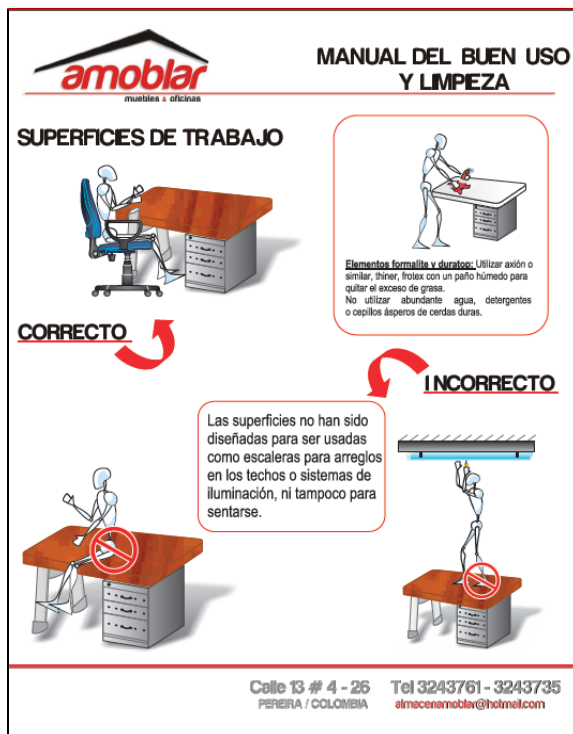 amoblar
muebles & oficinas
MANUAL DEL BUEN USO
Y LIMPIEZA
SUPERFICIES DE TRABAJO
Elementos formalite y duratop: Utilizar axión o
similar, thiner, frotex con un paño húmedo para
quitar el exceso de grasa.
No utilizar abundante agua, detergentes
o cepillos ásperos de cerdas duras.
CORRECTO
INCORRECTO
Las superficies no han sido
diseñadas para ser usadas
como escaleras para arreglos
en los techos o sistemas de
iluminación, ni tampoco para
sentarse.
Calle 13 # 4 - 26 Tel 3243761 - 3243735
PEREIRA / COLOMBIA almacenamoblar@hotmail.com